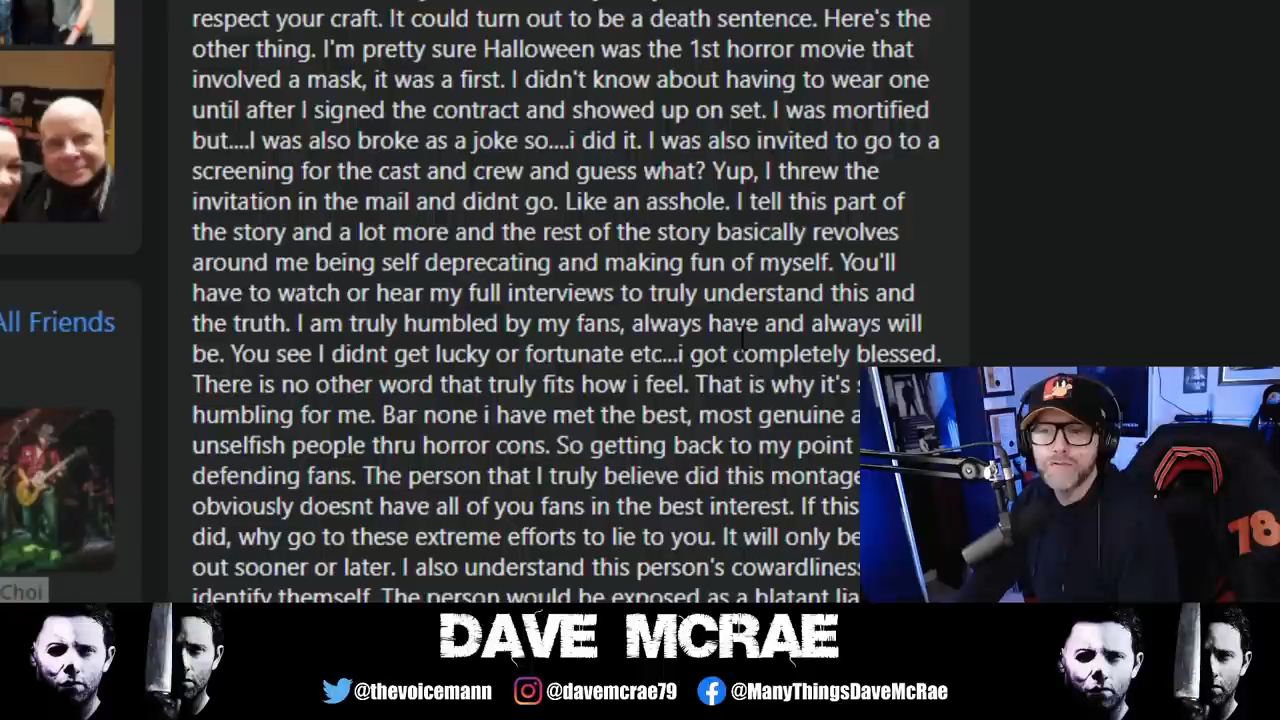 respect your craft. It could turn out to be a death sentence. Here's the
other thing. I'm pretty sure Halloween was the 1st horror movie that
involved a mask, it was a first. I didn't know about having to wear one
until after I signed the contract and showed up on set. I was mortified
but....I was also broke as a joke so....i did it. I was also invited to go to a
screening for the cast and crew and guess what? Yup, I threw the
invitation in the mail and didnt go. Like an asshole. I tell this part of
the story and a lot more and the rest of the story basically revolves
around me being self deprecating and making fun of myself. You'll
have to watch or hear my full interviews to truly understand this and
the truth. I am truly humbled by my fans, always have and always will
be. You see I didnt get lucky or fortunate etc...i got completely blessed.
There is no other word that truly fits how i feel. That is why it's
humbling for me. Bar none i have met the best, most genuine
unselfish people thru horror cons. So getting back to my point
defending fans. The person that I truly believe did this montage
obviously doesnt have all of you fans in the best interest. If this
did, why go to these extreme efforts to lie to you. It will only be
out sooner or later. I also understand this person's cowardliness
identify themself. The person would be exposed as a blatant
All Friends
Choi
78
DAVE MCRAE
@thevoicemann @davemcrae79 @ManyThingsDaveMcRae